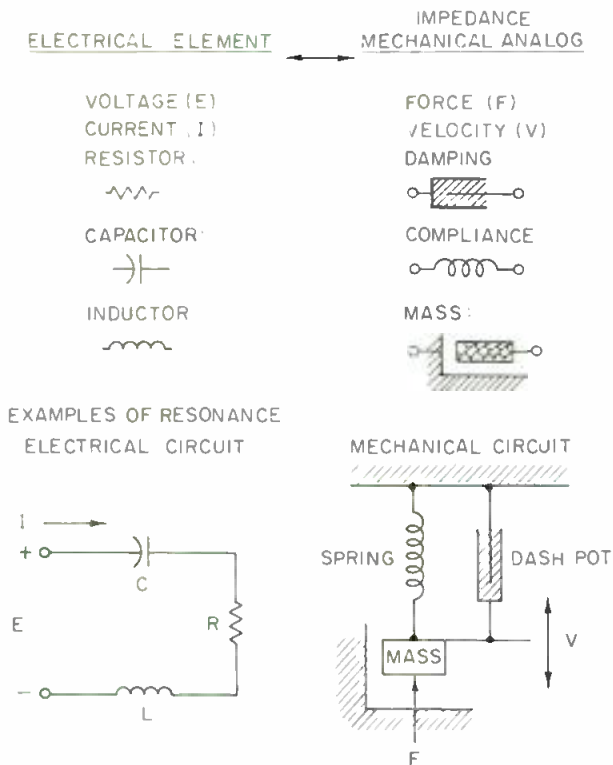 ELECTRICAL ELEMENT
IMPEDANCE
MECHANICAL ANALOG
VOLTAGE (E)
FORCE (F)
CURRENT (I)
VELOCITY (V)
RESISTOR:
DAMPING
CAPACITOR:
COMPLIANCE
INDUCTOR
MASS:
EXAMPLES OF RESONANCE
ELECTRICAL CIRCUIT
MECHANICAL CIRCUIT
I
+
C
E
R
-
L
SPRING
DASH POT
MASS
V
F